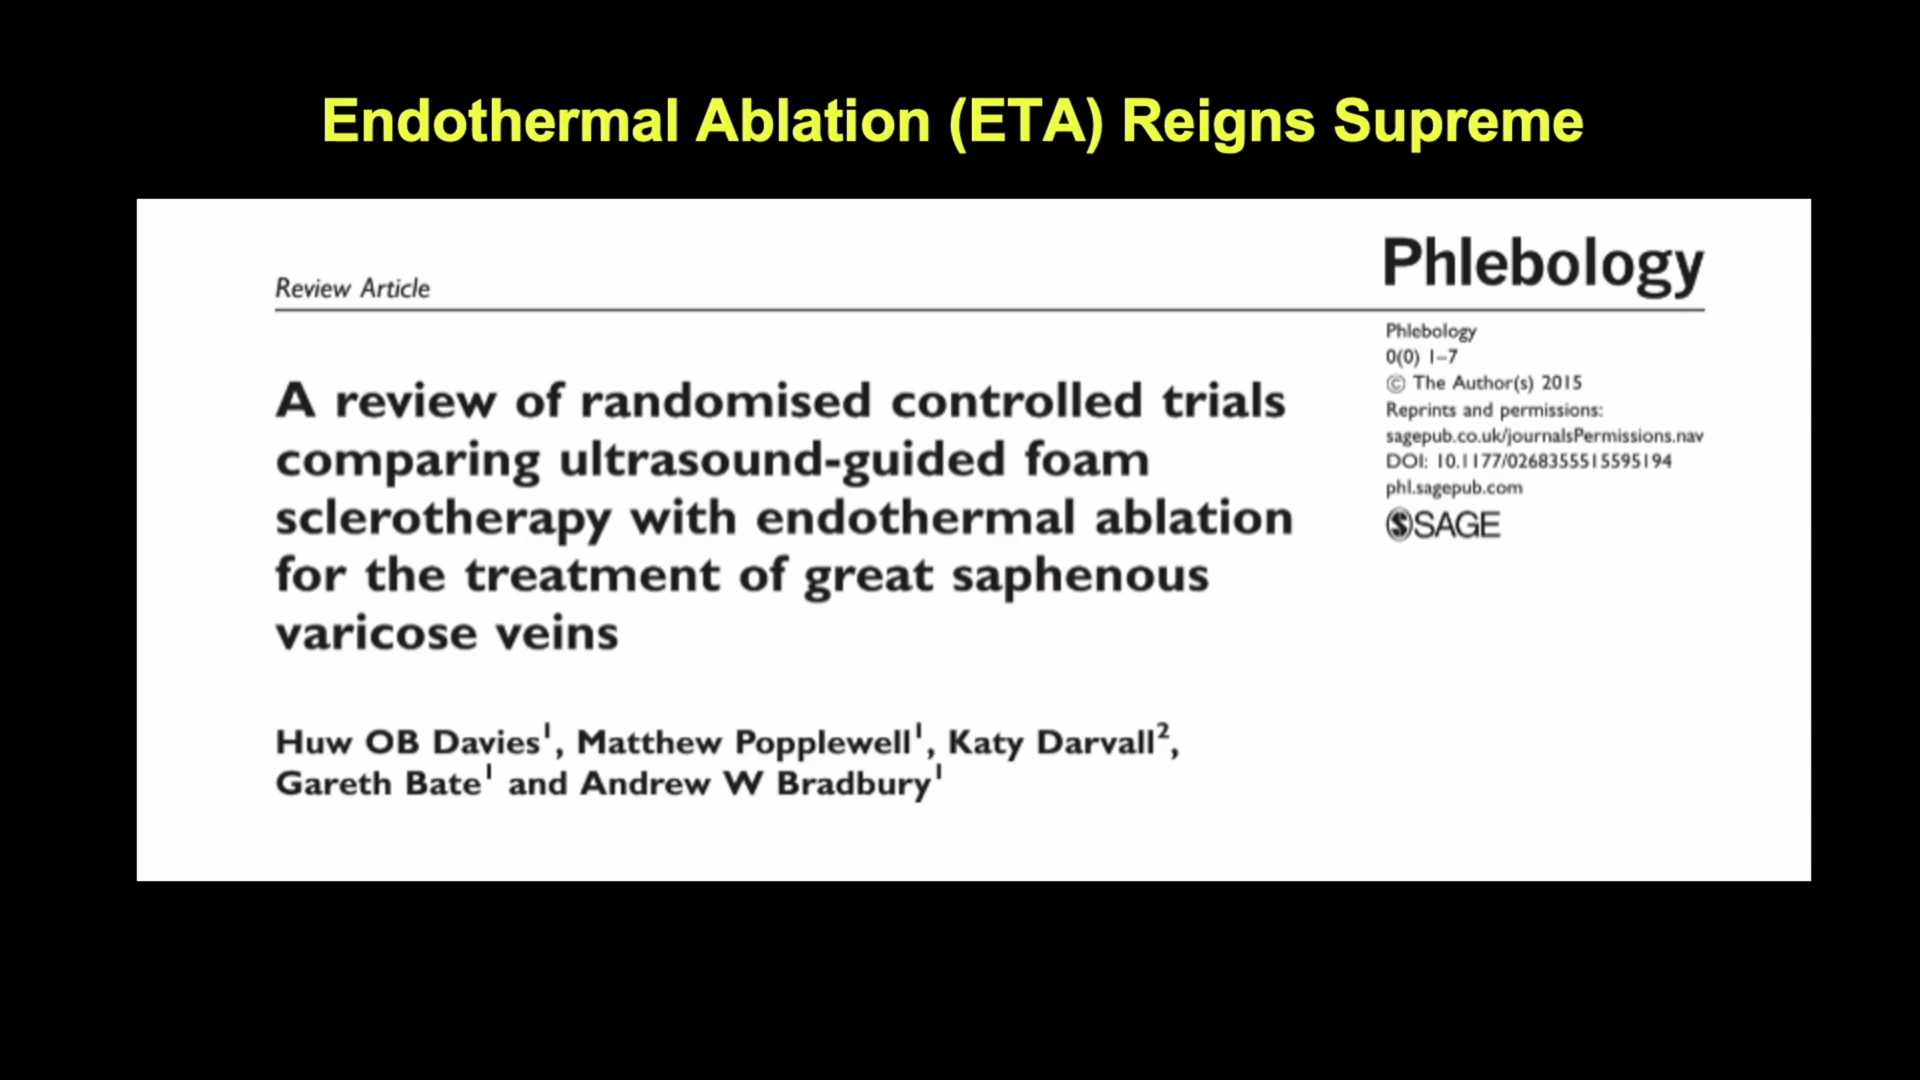 Endothermal Ablation (ETA) Reigns Supreme
Review Article
Phlebology
Phlebology
0(0) 1–7
© The Author(s) 2015
Reprints and permissions:
sagepub.co.uk/journalsPermissions.nav
DOI: 10.1177/0268355515595194
phl.sagepub.com
SAGE
A review of randomised controlled trials
comparing ultrasound-guided foam
sclerotherapy with endothermal ablation
for the treatment of great saphenous
varicose veins
Huw OB Davies¹, Matthew Popplewell¹, Katy Darvall²,
Gareth Bate¹ and Andrew W Bradbury¹